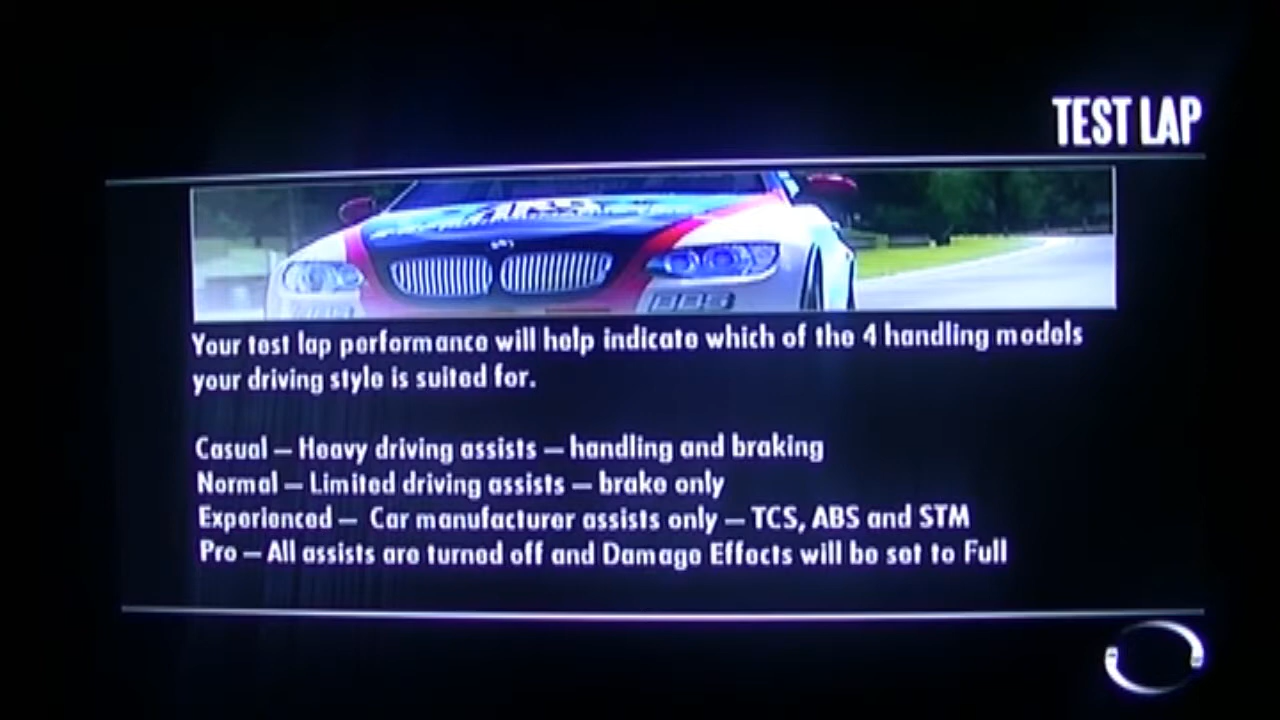 TEST LAP
BBS
Your test lap performance will help indicate which of the 4 handling models
your driving style is suited for.
Casual – Heavy driving assists – handling and braking
Normal – Limited driving assists – brake only
Experienced – Car manufacturer assists only – TCS, ABS and STM
Pro – All assists are turned off and Damage Effects will be set to Full